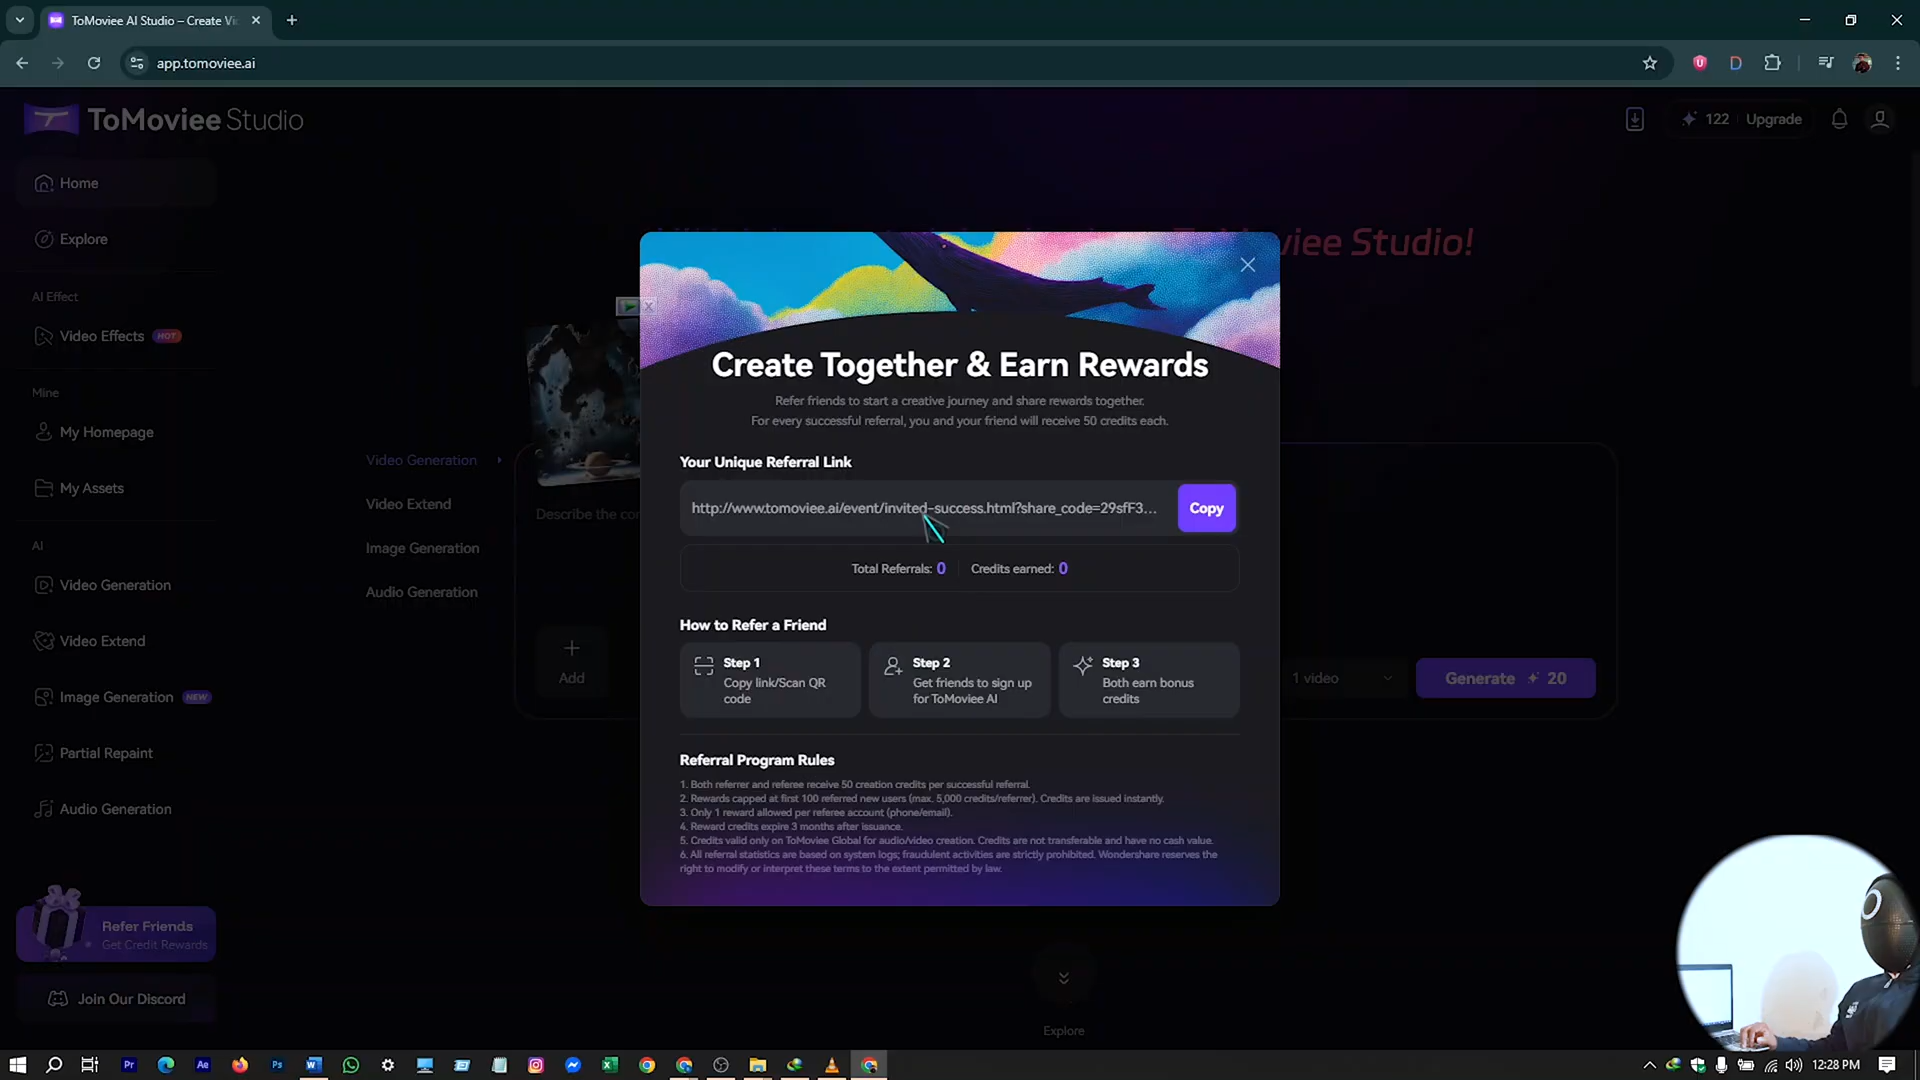 ToMoviee AI Studio – Create Vi
app.tomoviee.ai
ToMoviee Studio
122
Upgrade
Home
Explore
AI Effect
Video Effects HOT
Mine
My Homepage
My Assets
AI
Video Generation
Video Extend
Image Generation NEW
Partial Repaint
Audio Generation
Refer Friends
Get Credit Rewards
Join Our Discord
Video Generation
Video Extend
Image Generation
Audio Generation
viee Studio!
Describe the con
Add
1 video
Generate 20
Explore
Create Together & Earn Rewards
Refer friends to start a creative journey and share rewards together.
For every successful referral, you and your friend will receive 50 credits each.
Your Unique Referral Link
http://www.tomoviee.ai/event/invited-success.html?share_code=29sfF3...
Copy
Total Referrals: 0
Credits earned: 0
How to Refer a Friend
Step 1
Copy link/Scan QR
code
Step 2
Get friends to sign up
for ToMoviee AI
Step 3
Both earn bonus
credits
Referral Program Rules
1. Both referrer and referee receive 50 creation credits per successful referral.
2. Rewards capped at first 100 referred new users (max. 5,000 credits/referrer). Credits are issued instantly.
3. Only 1 reward allowed per referee account (phone/email).
4. Reward credits expire 3 months after issuance.
5. Credits valid only on ToMoviee Global for audio/video creation. Credits are not transferable and have no cash value.
6. All referral statistics are based on system logs; fraudulent activities are strictly prohibited. Wondershare reserves the
right to modify or interpret these terms to the extent permitted by law.
12:28 PM